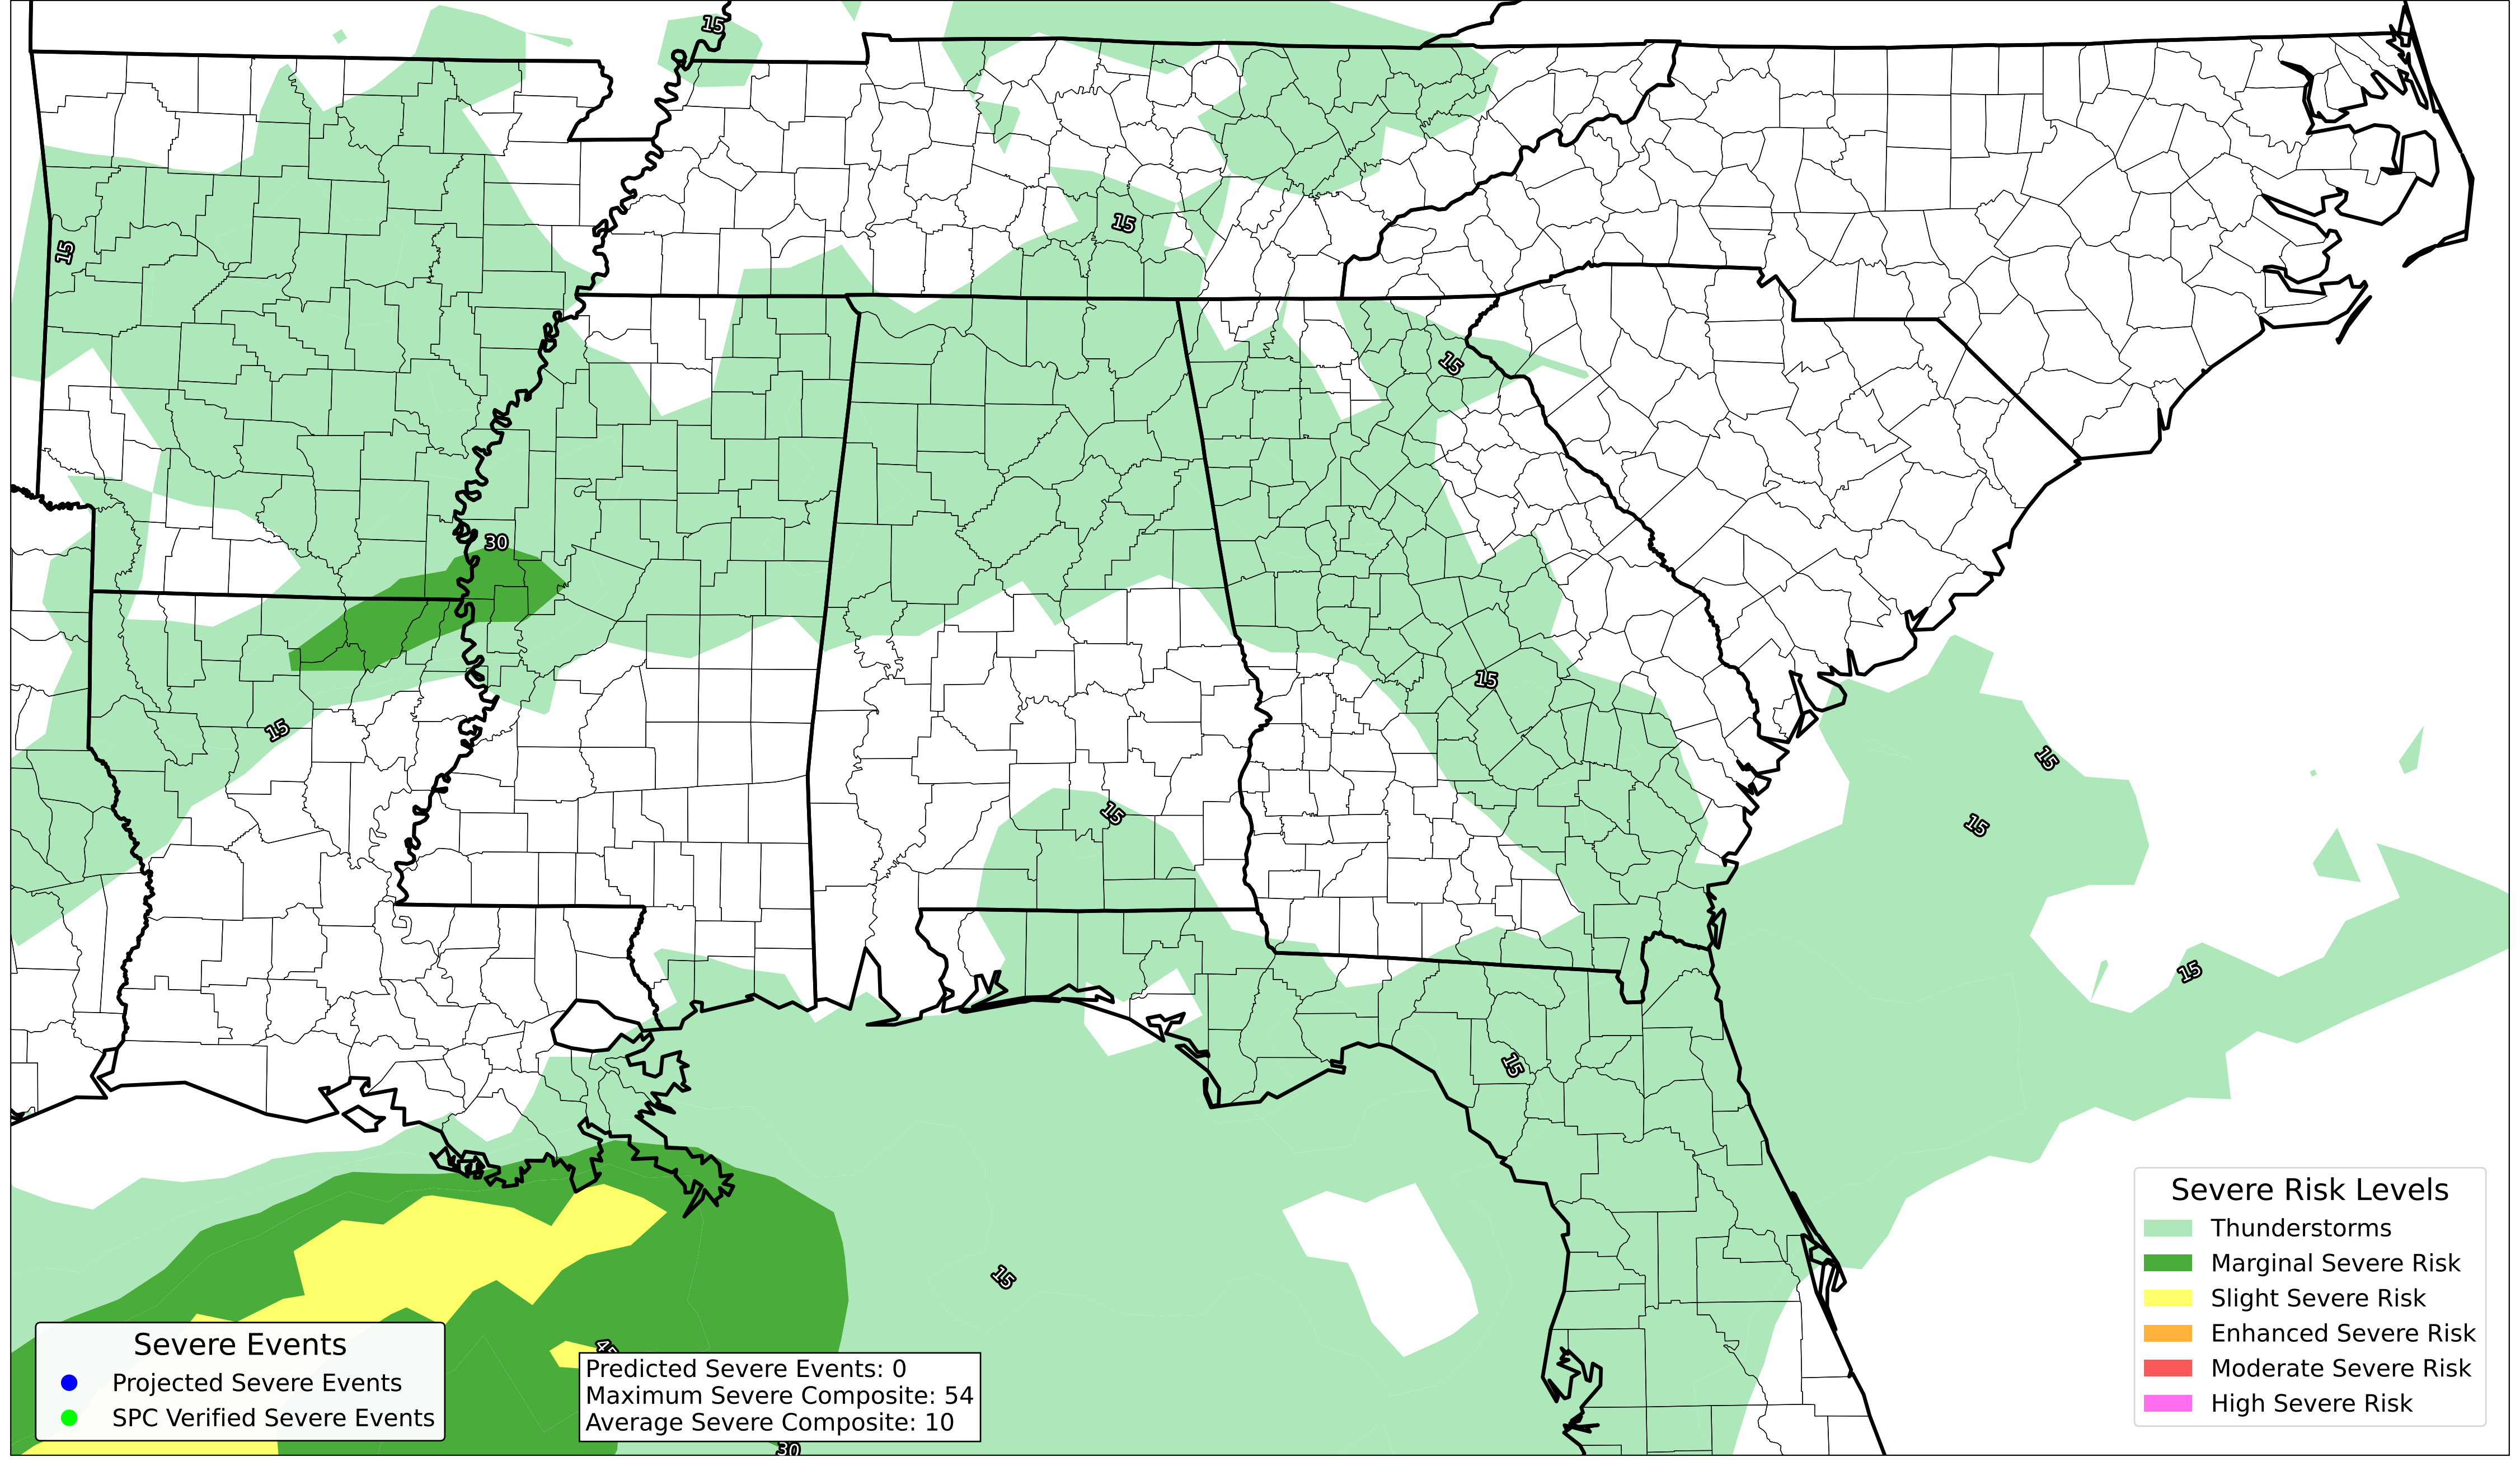 15
15
15
15
30
15
15
15
15
15
15
15
15
45
30
Severe Events
Projected Severe Events
SPC Verified Severe Events
Predicted Severe Events: 0
Maximum Severe Composite: 54
Average Severe Composite: 10
Severe Risk Levels
Thunderstorms
Marginal Severe Risk
Slight Severe Risk
Enhanced Severe Risk
Moderate Severe Risk
High Severe Risk